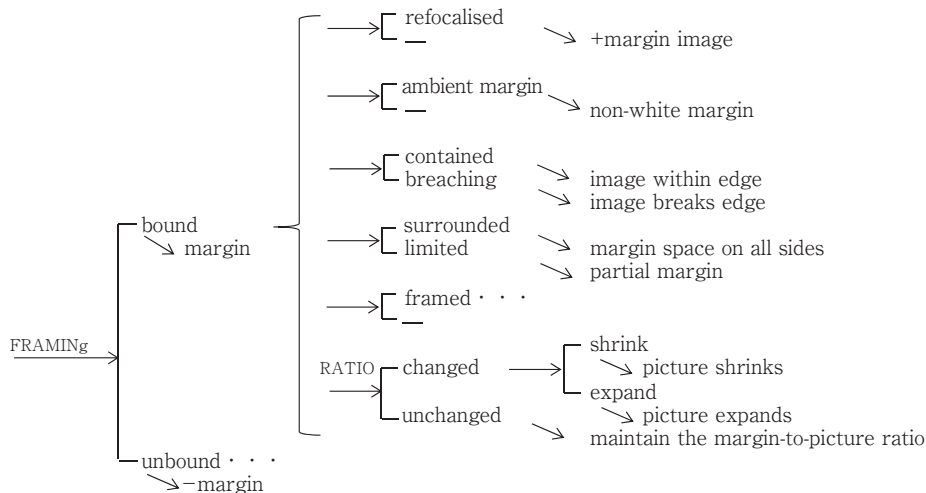 refocalised
+margin image
ambient margin
non-white margin
contained
breaching
image within edge
image breaks edge
bound
margin
surrounded
limited
margin space on all sides
partial margin
framed · · ·
FRAMINg
RATIO
changed
shrink
picture shrinks
expand
picture expands
unchanged
maintain the margin-to-picture ratio
unbound · · ·
−margin